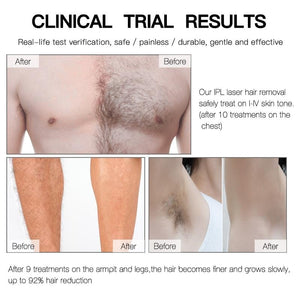 CLINICAL TRIAL RESULTS
Real-life test verification, safe / painless / durable, gentle and effective
After Before
Our IPL laser hair removal
safely treat on I-IV skin tone.
(after 10 treatments on the
chest)
Before After Before After
After 9 treatments on the armpit and legs,the hair becomes finer and grows slowly,
up to 92% hair reduction